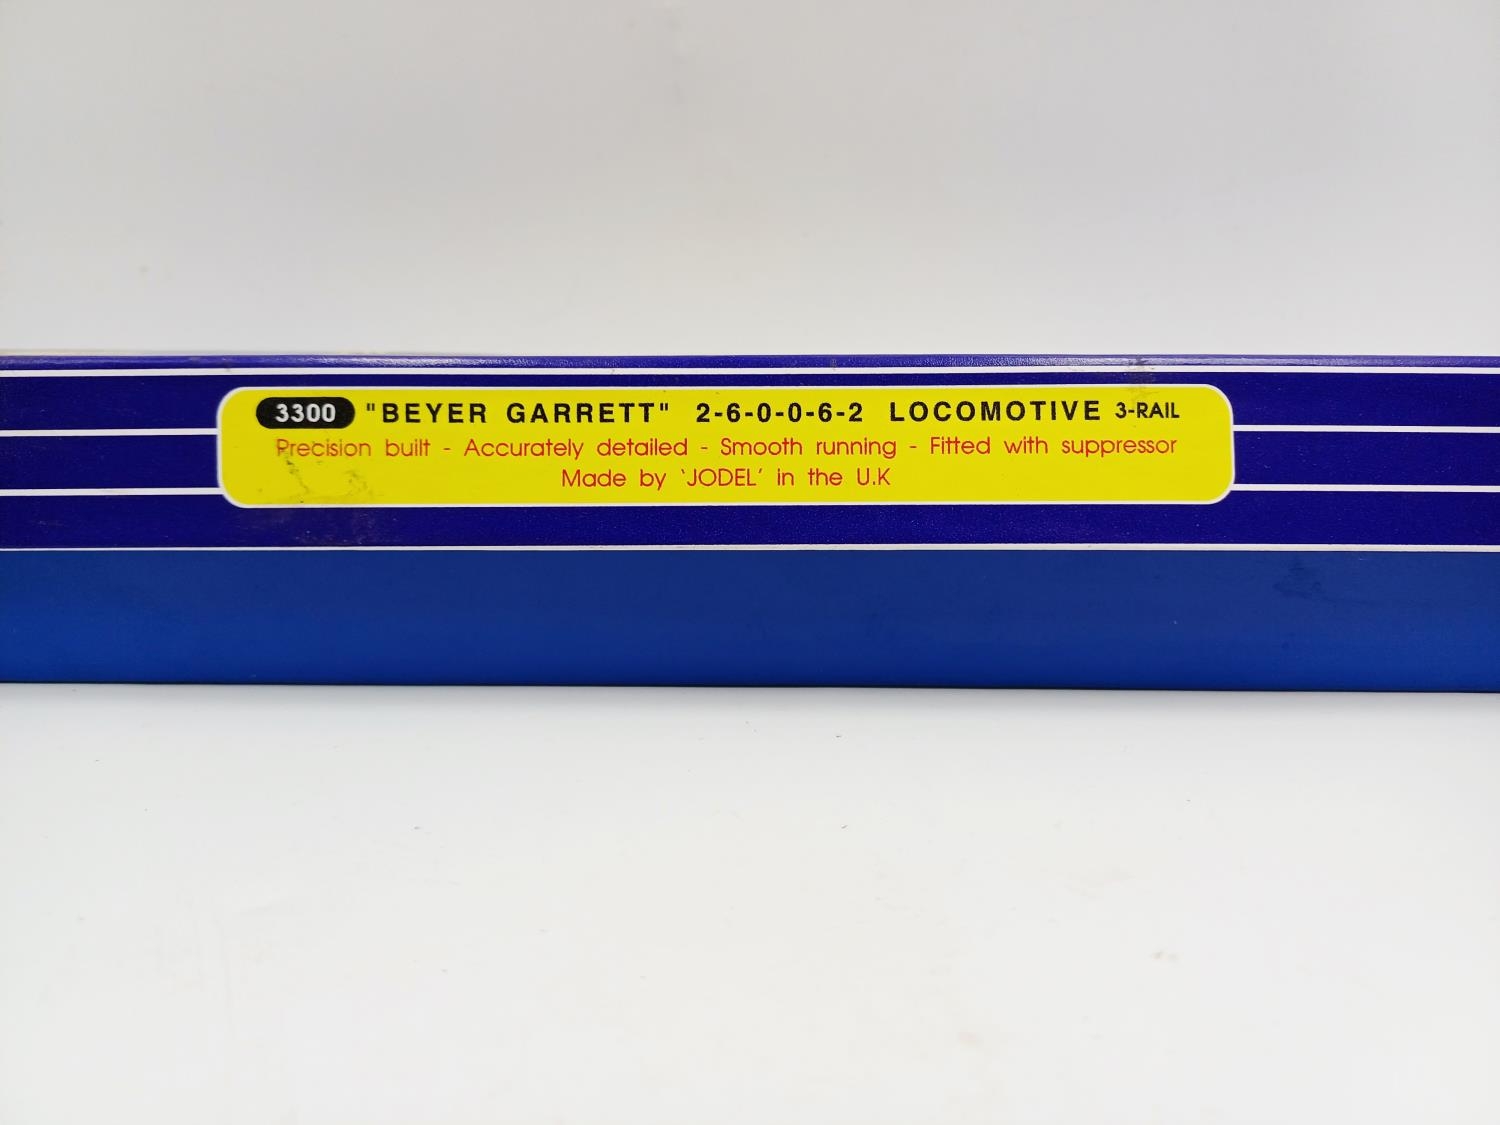 3300 "BEYER GARRETT" 2-6-0-0-6-2 LOCOMOTIVE 3-RAIL
Precision built - Accurately detailed - Smooth running - Fitted with suppressor
Made by 'JODEL' in the U.K